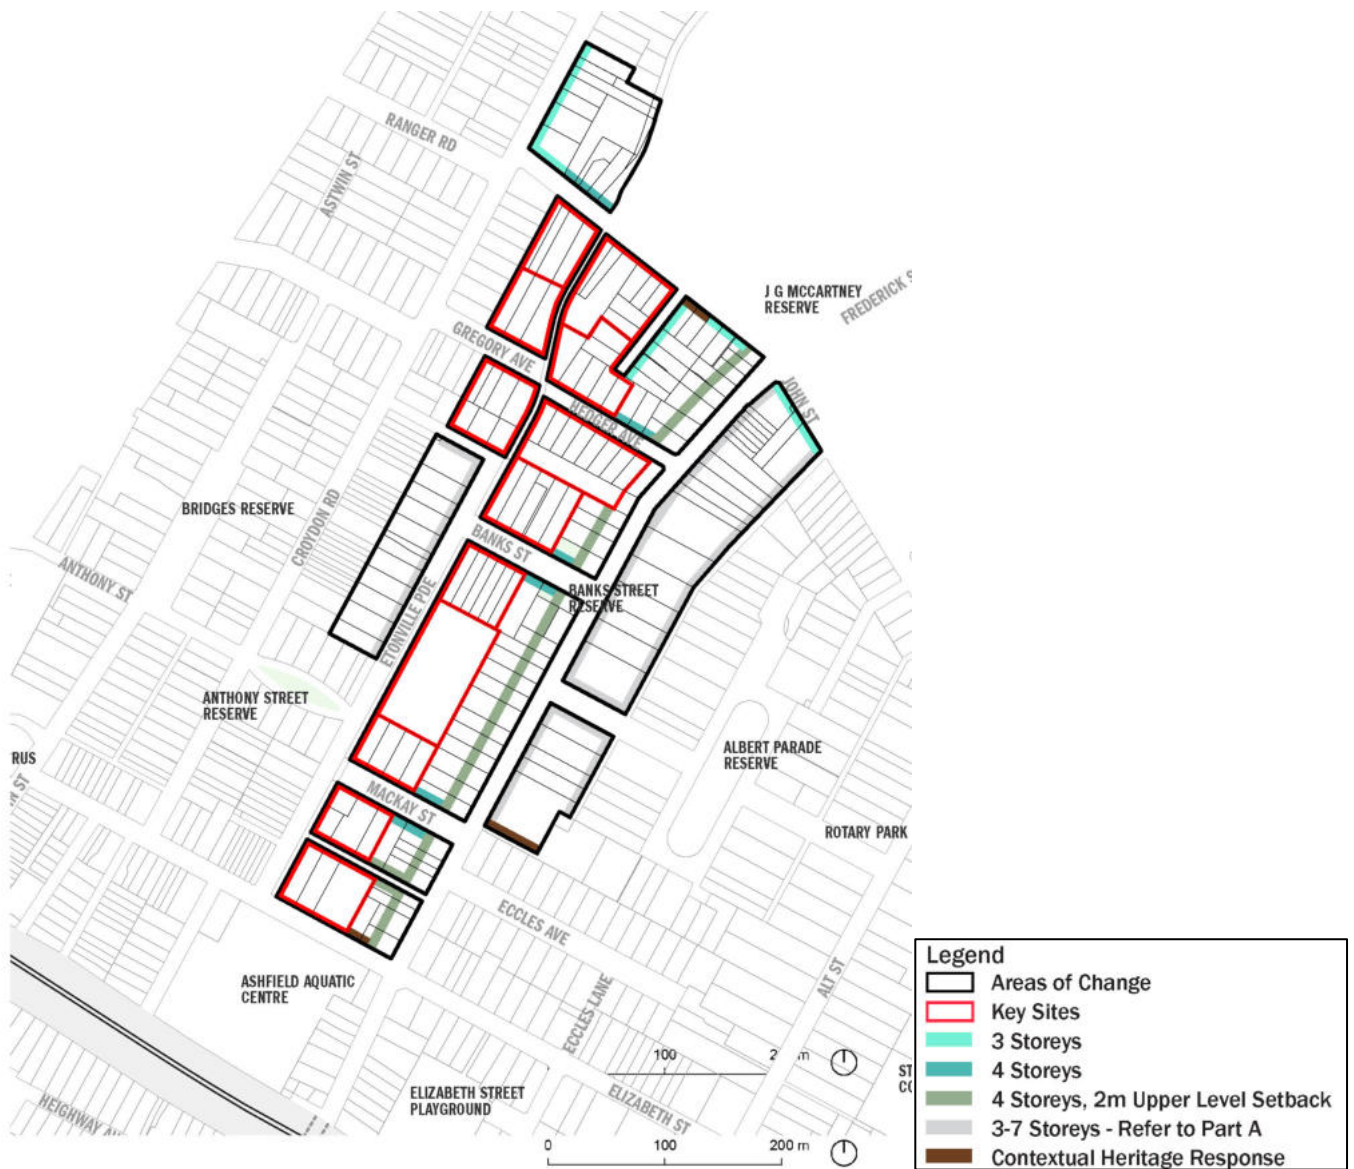 RANGER RD
ASTWIN ST
J G MCCARTNEY
RESERVE
FREDERICK S
GREGORY AVE
JOHN ST
HEDGER AVE
BRIDGES RESERVE
CROYDON RD
BANKS ST
ANTHONY ST
BANKS STREET
RESERVE
ETONVILLE PDE
ANTHONY STREET
RESERVE
RUS
N ST
ALBERT PARADE
RESERVE
MACKAY ST
ROTARY PARK
ECCLES AVE
ASHFIELD AQUATIC
CENTRE
ALT ST
ECCLES LANE
100
ELIZABETH STREET
PLAYGROUND
ELIZABETH ST
HEIGHWAY AV
0 100 200 m
Legend
Areas of Change
Key Sites
3 Storeys
4 Storeys
4 Storeys, 2m Upper Level Setback
3-7 Storeys - Refer to Part A
Contextual Heritage Response